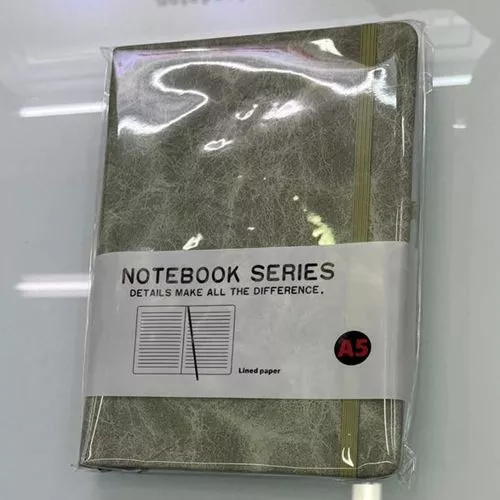 NOTEBOOK SERIES
DETAILS MAKE ALL THE DIFFERENCE.
A5
Lined paper